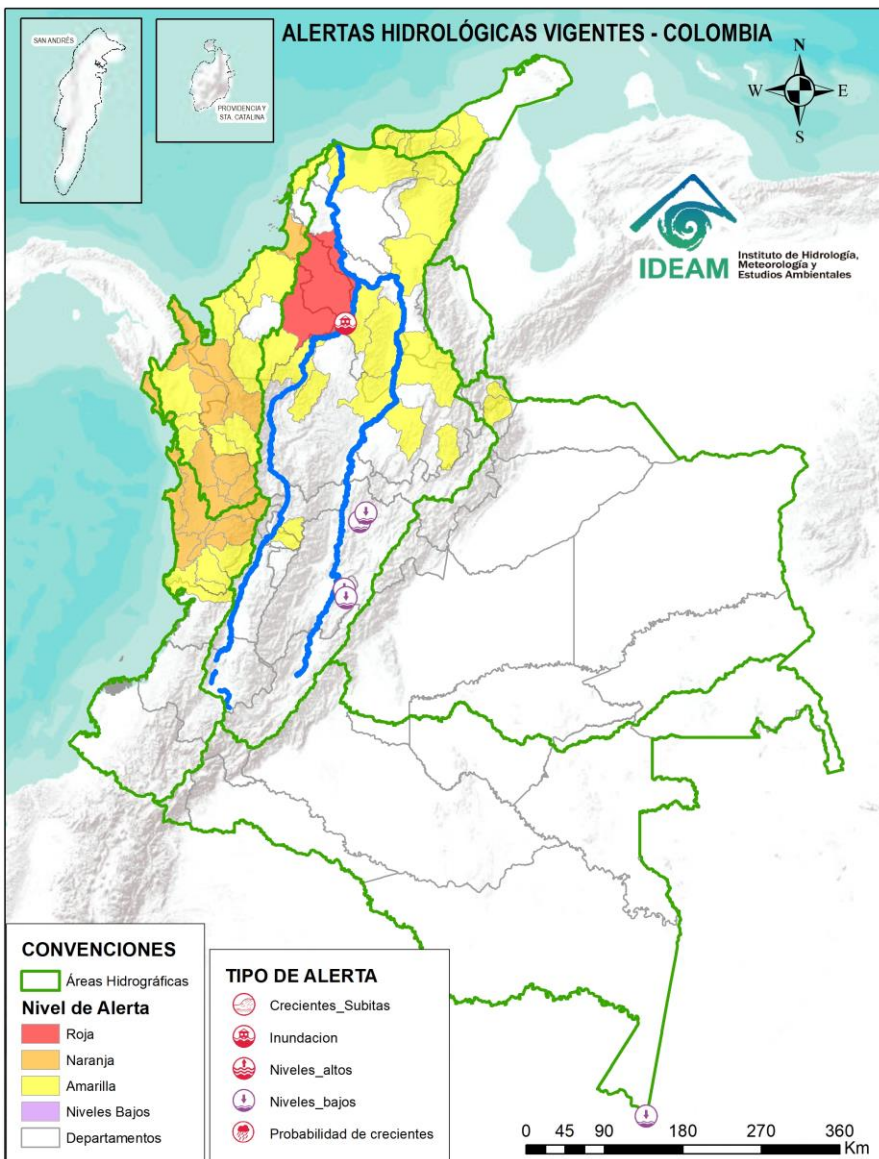 ALERTAS HIDROLÓGICAS VIGENTES - COLOMBIA
SAN ANDRÉS
PROVIDENCIA Y
STA. CATALINA
N
W
E
S
IDEAM
Instituto de Hidrología,
Meteorología y
Estudios Ambientales
CONVENCIONES
Áreas Hidrográficas
Nivel de Alerta
Roja
Naranja
Amarilla
Niveles Bajos
Departamentos
TIPO DE ALERTA
Crecientes_Subitas
Inundacion
Niveles_altos
Niveles_bajos
Probabilidad de crecientes
0 45 90 180 270 360
Km